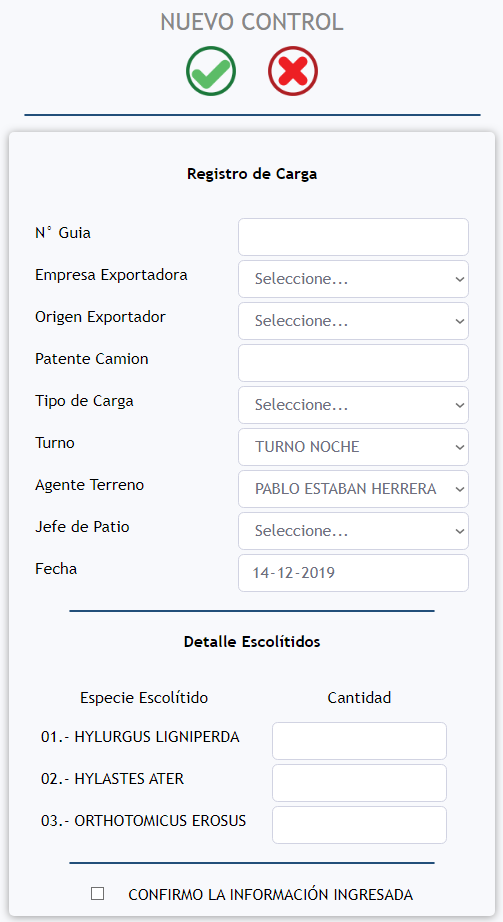 NUEVO CONTROL
Registro de Carga
N° Guia
Empresa Exportadora Seleccione...
Origen Exportador Seleccione...
Patente Camion
Tipo de Carga Seleccione...
Turno TURNO NOCHE
Agente Terreno PABLO ESTABAN HERRERA
Jefe de Patio Seleccione...
Fecha 14-12-2019
Detalle Escolítidos
Especie Escolítido Cantidad
01.- HYLURGUS LIGNIPERDA
02.- HYLASTES ATER
03.- ORTHOTOMICUS EROSUS
CONFIRMO LA INFORMACIÓN INGRESADA